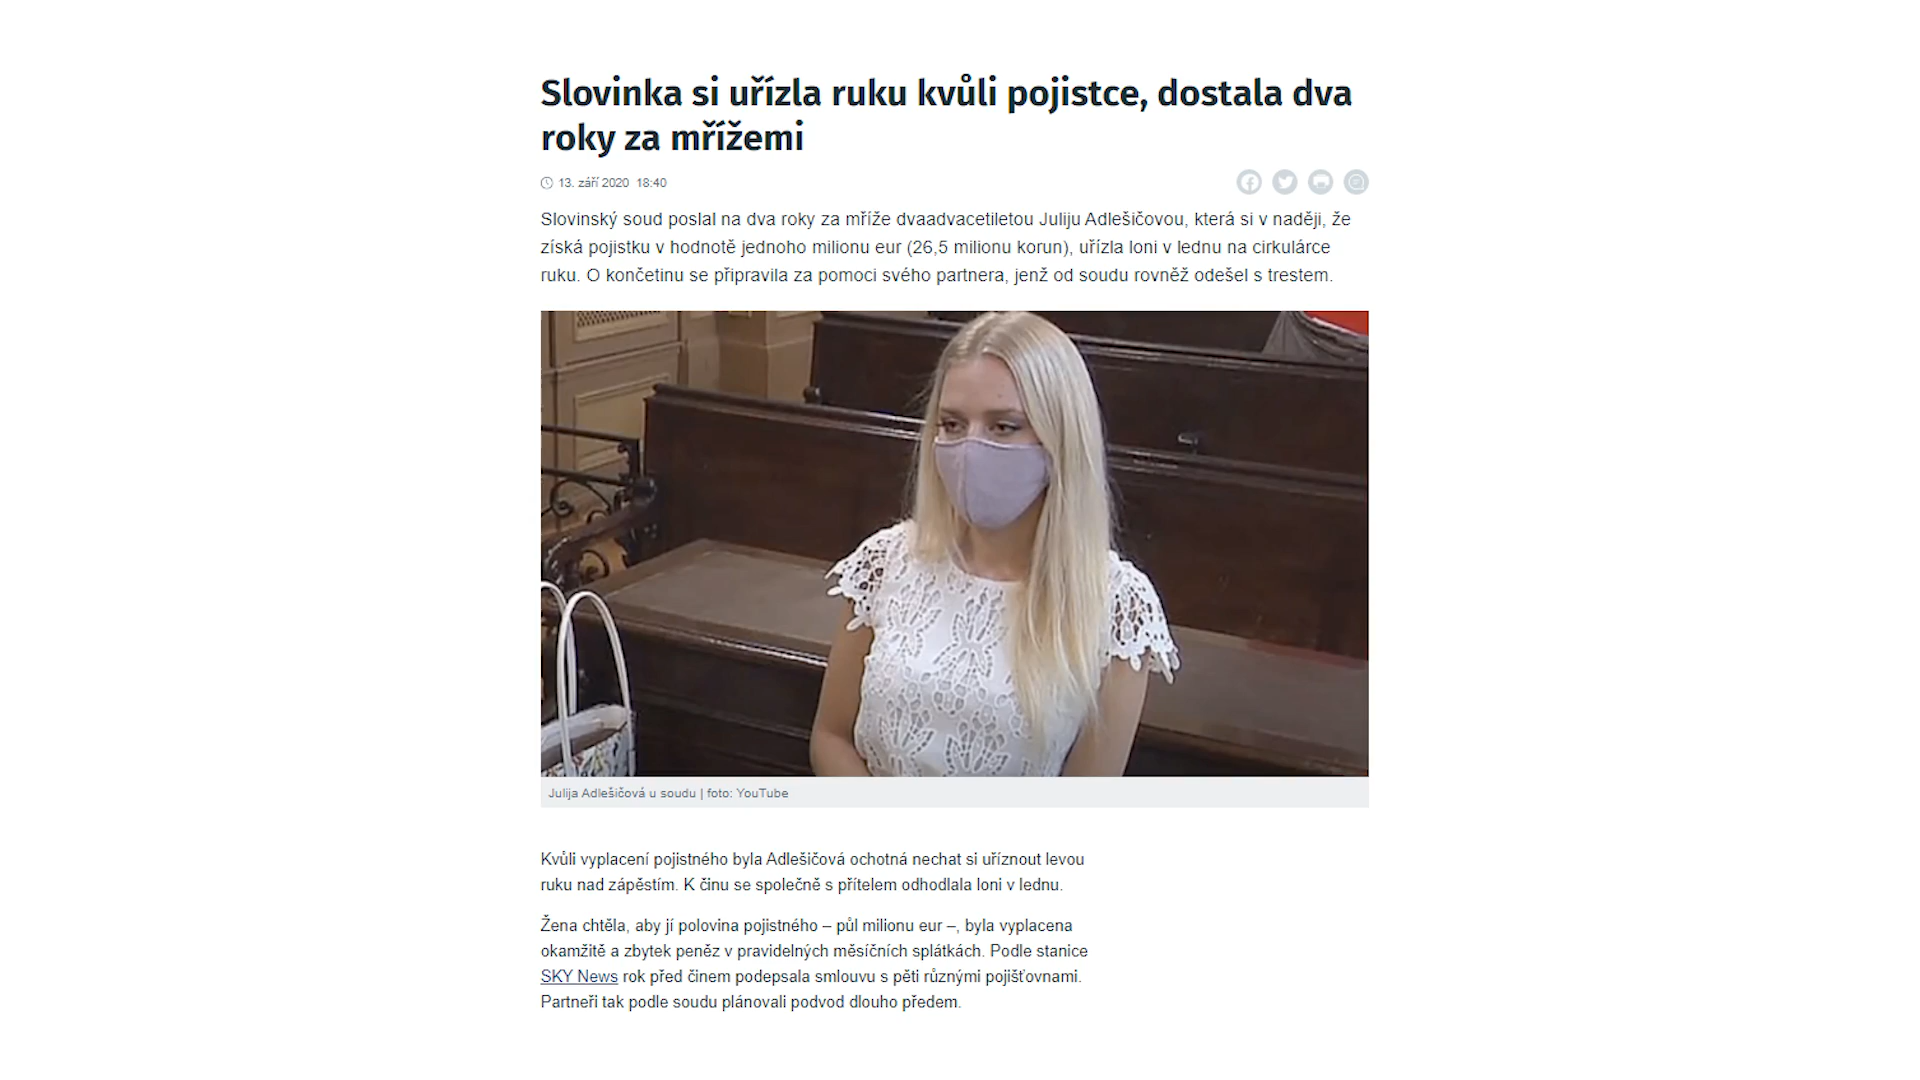 Slovinka si uřízla ruku kvůli pojistce, dostala dva
roky za mřížemi
13. září 2020 18:40
Slovinský soud poslal na dva roky za mříže dvaadvacetiletou Juliju Adlešičovou, která si v naději, že
získá pojistku v hodnotě jednoho milionu eur (26,5 milionu korun), uřízla loni v lednu na cirkulárce
ruku. O končetinu se připravila za pomoci svého partnera, jenž od soudu rovněž odešel s trestem.
Julija Adlešičová u soudu | foto: YouTube
Kvůli vyplacení pojistného byla Adlešičová ochotná nechat si uříznout levou
ruku nad zápěstím. K činu se společně s přítelem odhodlala loni v lednu.
Žena chtěla, aby jí polovina pojistného – půl milionu eur –, byla vyplacena
okamžitě a zbytek peněz v pravidelných měsíčních splátkách. Podle stanice
SKY News rok před činem podepsala smlouvu s pěti různými pojišťovnami.
Partneři tak podle soudu plánovali podvod dlouho předem.